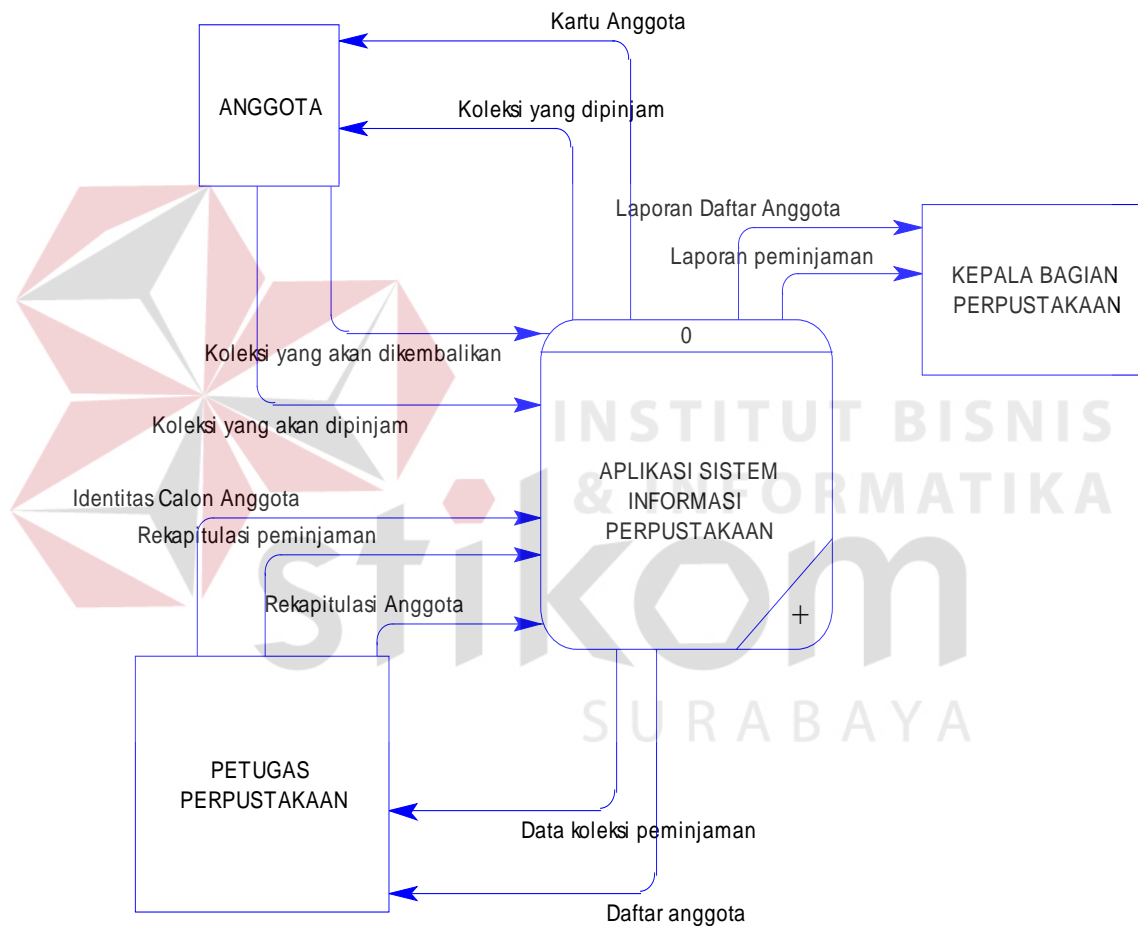 Kartu Anggota
ANGGOTA
Koleksi yang dipinjam
Laporan Daftar Anggota
Laporan peminjaman
KEPALA BAGIAN
PERPUSTAKAAN
0
Koleksi yang akan dikembalikan
Koleksi yang akan dipinjam
INSTITUT BISNIS
& INFORMATIKA
APLIKASI SISTEM
INFORMASI
PERPUSTAKAAN
Identitas Calon Anggota
Rekapitulasi peminjaman
stikom
Rekapitulasi Anggota
+
SURABAYA
PETUGAS
PERPUSTAKAAN
Data koleksi peminjaman
Daftar anggota